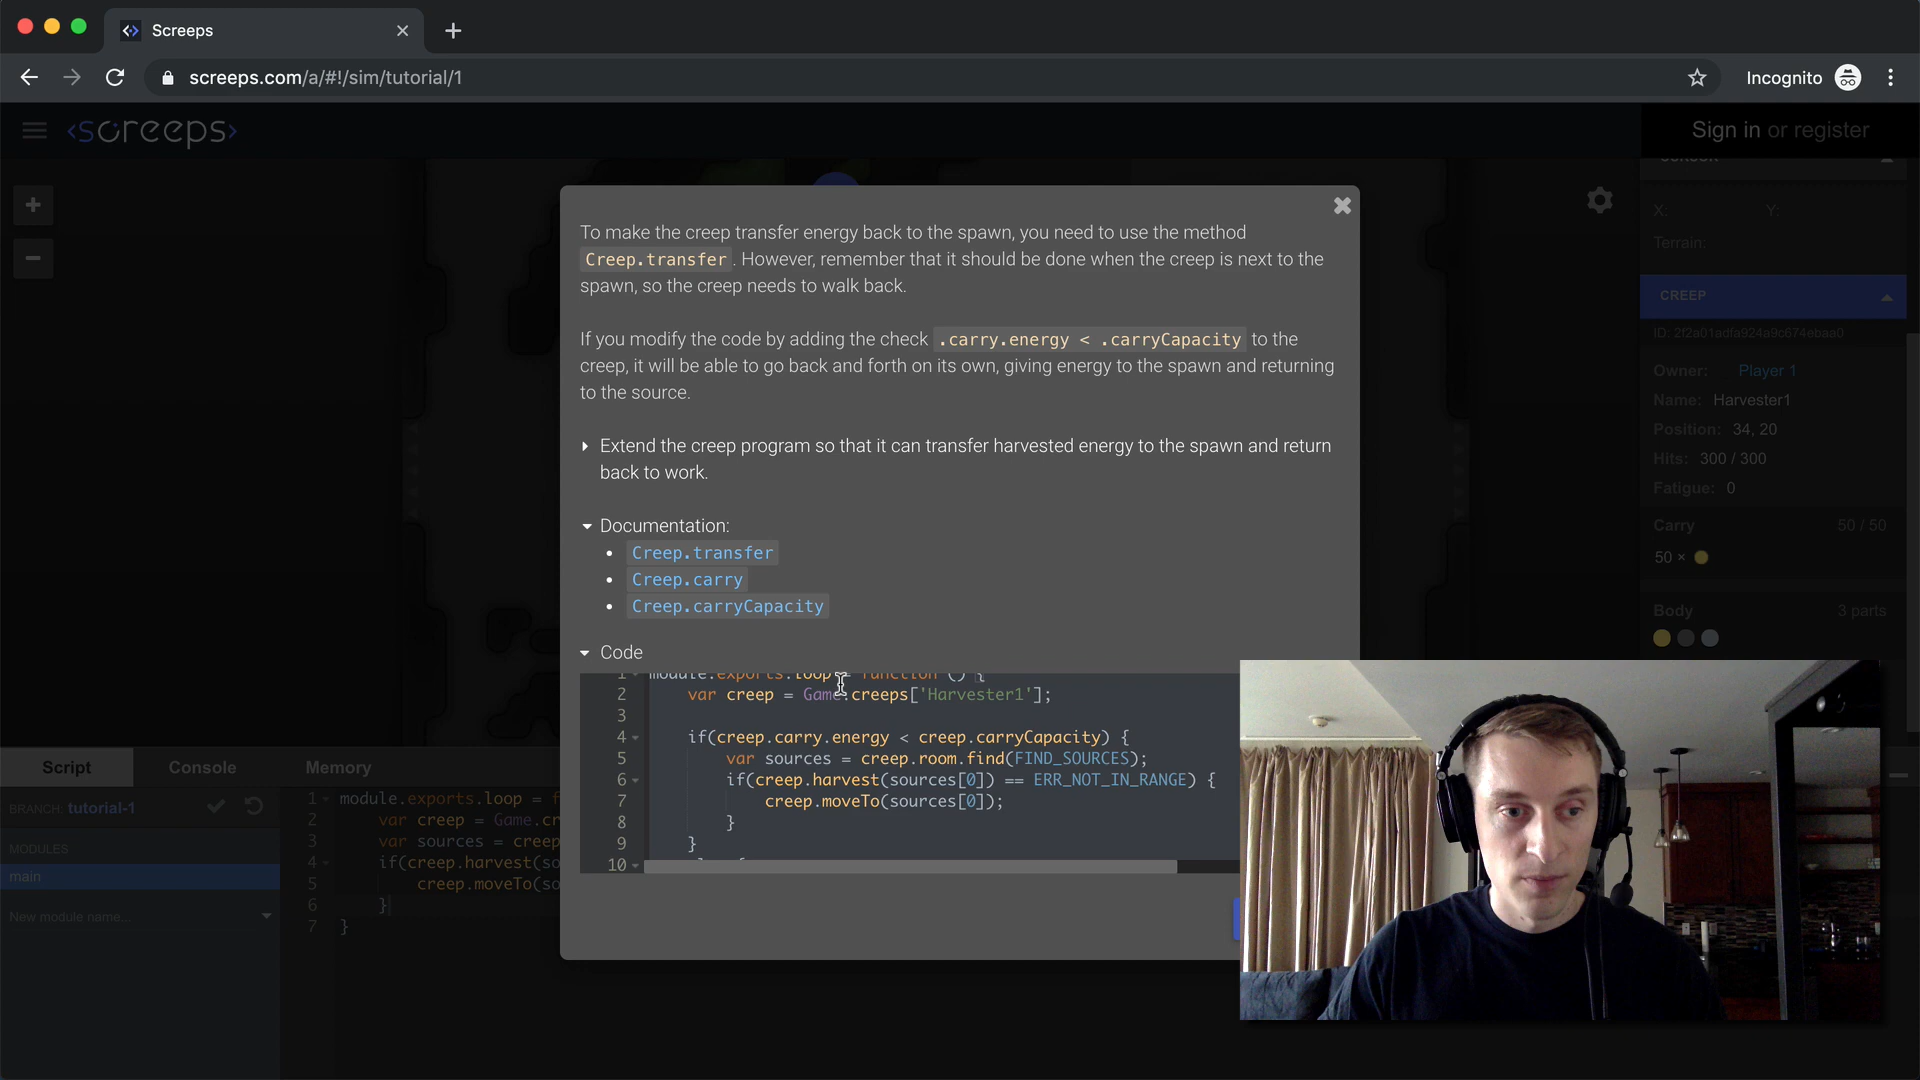 Screeps
screeps.com/a/#!/sim/tutorial/1
Incognito
<screeps>
Sign in or register
X: Y:
Terrain:
To make the creep transfer energy back to the spawn, you need to use the method
Creep.transfer . However, remember that it should be done when the creep is next to the
spawn, so the creep needs to walk back.
If you modify the code by adding the check .carry.energy < .carryCapacity to the
creep, it will be able to go back and forth on its own, giving energy to the spawn and returning
to the source.
Extend the creep program so that it can transfer harvested energy to the spawn and return
back to work.
Documentation:
Creep.transfer
Creep.carry
Creep.carryCapacity
Code
1 module.exports.loop = function () {
2 var creep = Game.creeps['Harvester1'];
3
4 if(creep.carry.energy < creep.carryCapacity) {
5 var sources = creep.room.find(FIND_SOURCES);
6 if(creep.harvest(sources[0]) == ERR_NOT_IN_RANGE) {
7 creep.moveTo(sources[0]);
8 }
9 }
10
CREEP
ID: 2f2a01adfa924a9c674ebaa0
Owner: Player 1
Name: Harvester1
Position: 34, 20
Hits: 300 / 300
Fatigue: 0
Carry 50 / 50
50 ×
Body 3 parts
Script Console Memory
BRANCH: tutorial-1
MODULES
main
New module name...
1 module.exports.loop = f
2 var creep = Game.cr
3 var sources = creep
4 if(creep.harvest(so
5 creep.moveTo(so
6 }
7 }